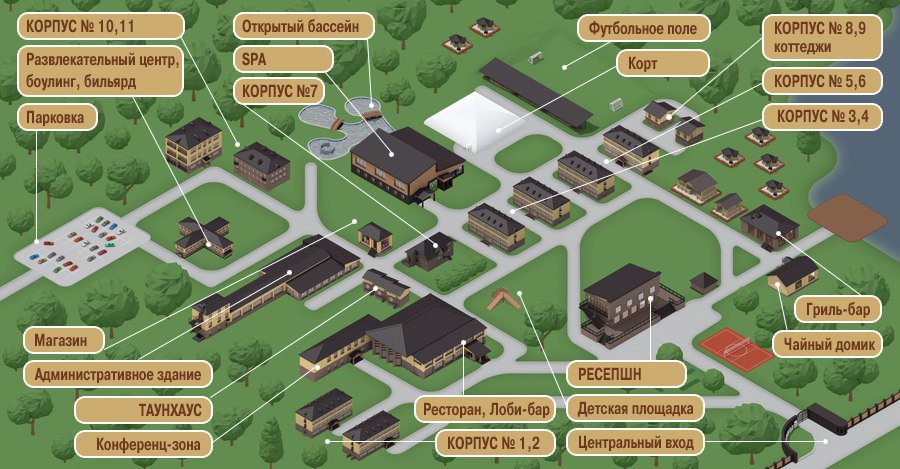 КОРПУС № 10,11
Открытый бассейн
Футбольное поле
КОРПУС № 8,9
коттеджи
Развлекательный центр,
боулинг, бильярд
SPA
Корт
КОРПУС № 5,6
КОРПУС №7
Парковка
КОРПУС № 3,4
Гриль-бар
Магазин
Чайный домик
Административное здание
РЕСЕПШН
ТАУНХАУС
Ресторан, Лоби-бар
Детская площадка
Конференц-зона
КОРПУС № 1,2
Центральный вход